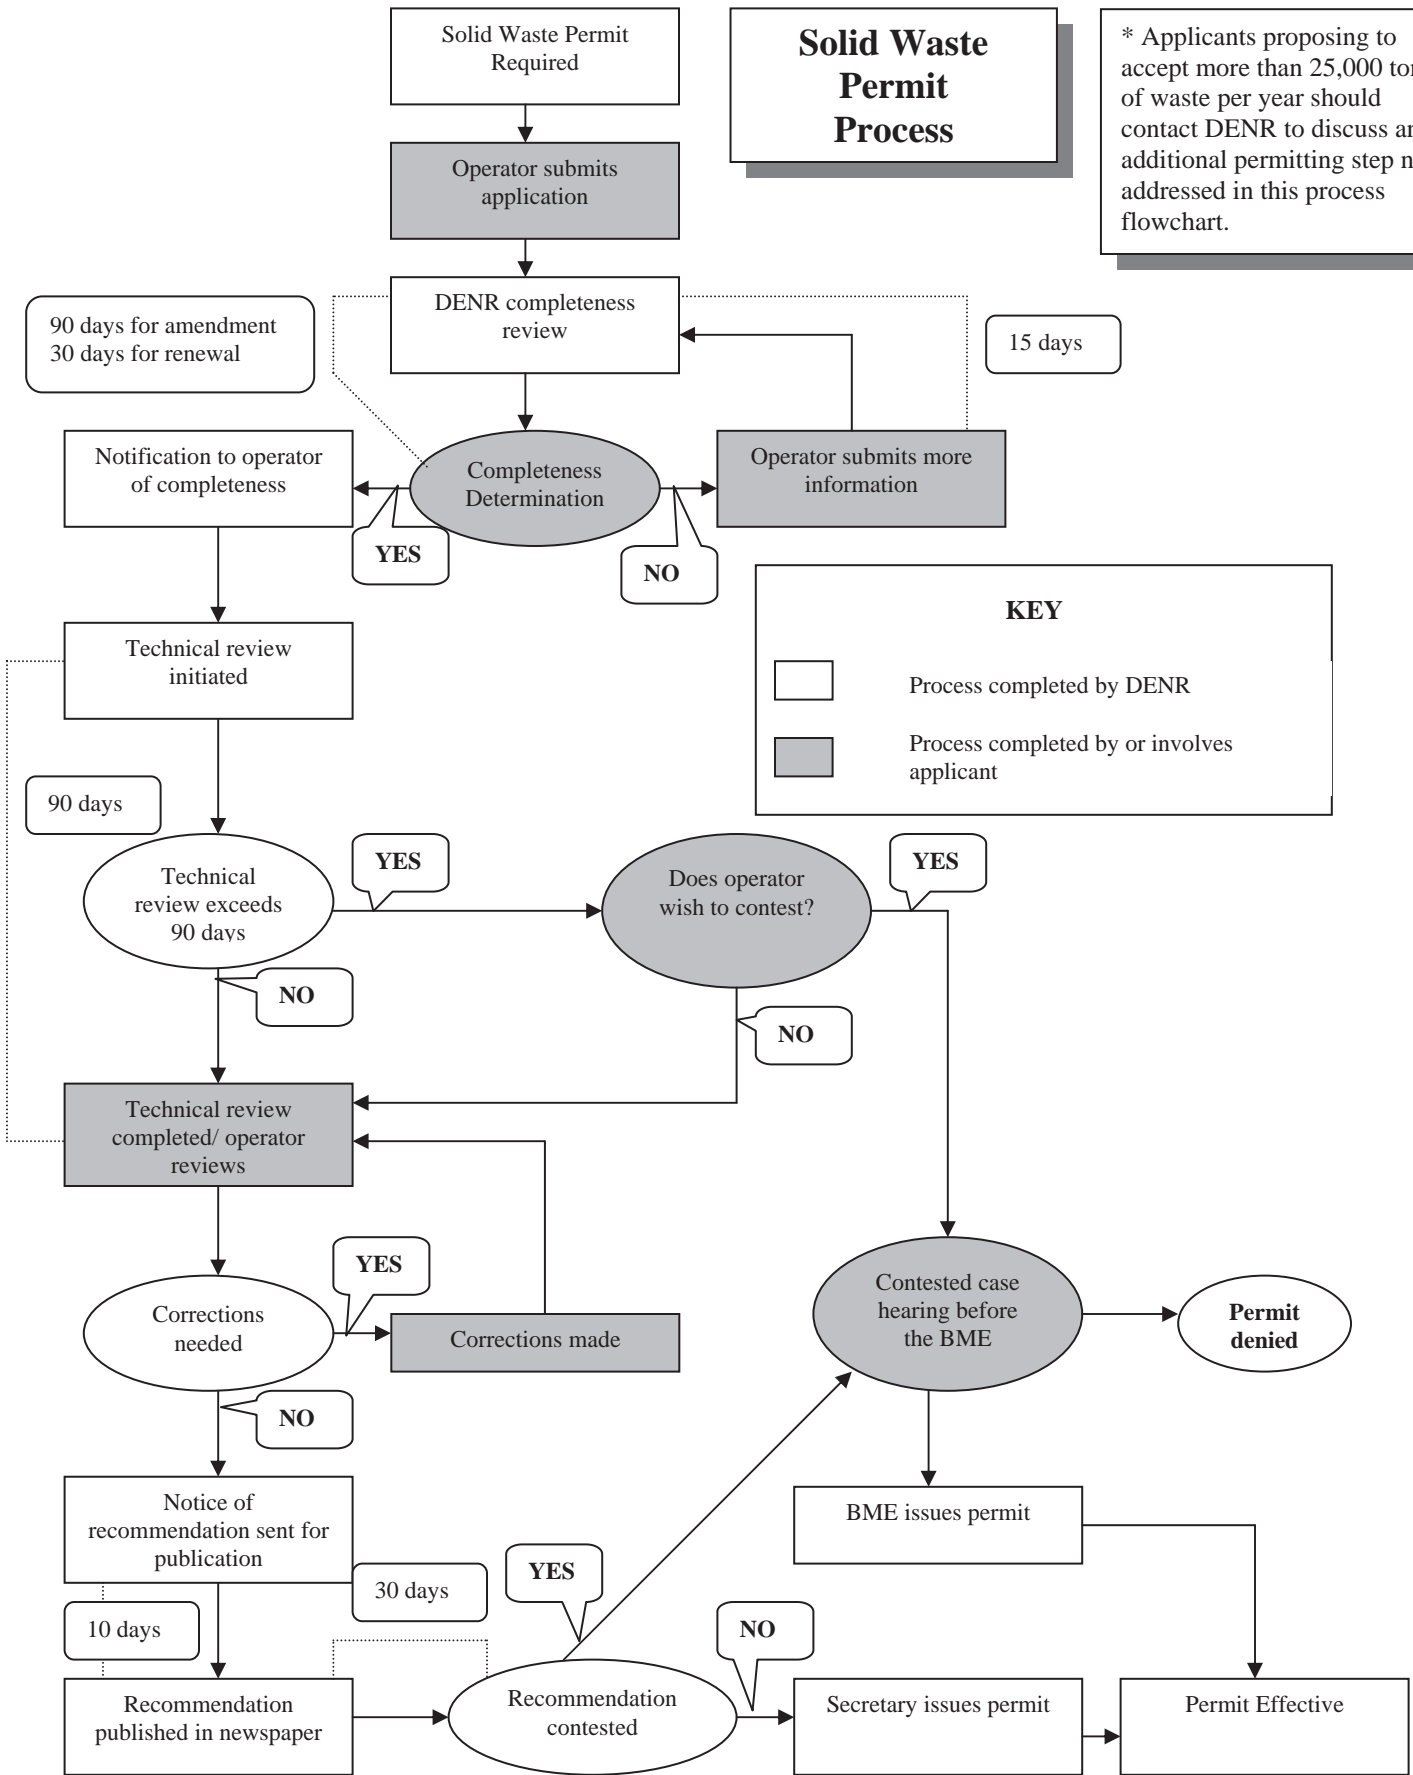 Solid Waste Permit
Required
Solid Waste
Permit
Process
* Applicants proposing to
accept more than 25,000
of waste per year should
contact DENR to discuss
additional permitting step
addressed in this process
flowchart.
Operator submits
application
DENR completeness
review
90 days for amendment
30 days for renewal
15 days
Notification to operator
of completeness
Completeness
Determination
Operator submits more
information
YES
NO
KEY
Process completed by DENR
Process completed by or involves
applicant
Technical review
initiated
90 days
Technical
review exceeds
90 days
YES
Does operator
wish to contest?
YES
NO
NO
Technical review
completed/ operator
reviews
Corrections
needed
YES
Corrections made
Contested case
hearing before
the BME
Permit
denied
NO
Notice of
recommendation sent for
publication
BME issues permit
10 days
30 days
YES
NO
Recommendation
published in newspaper
Recommendation
contested
Secretary issues permit
Permit Effective